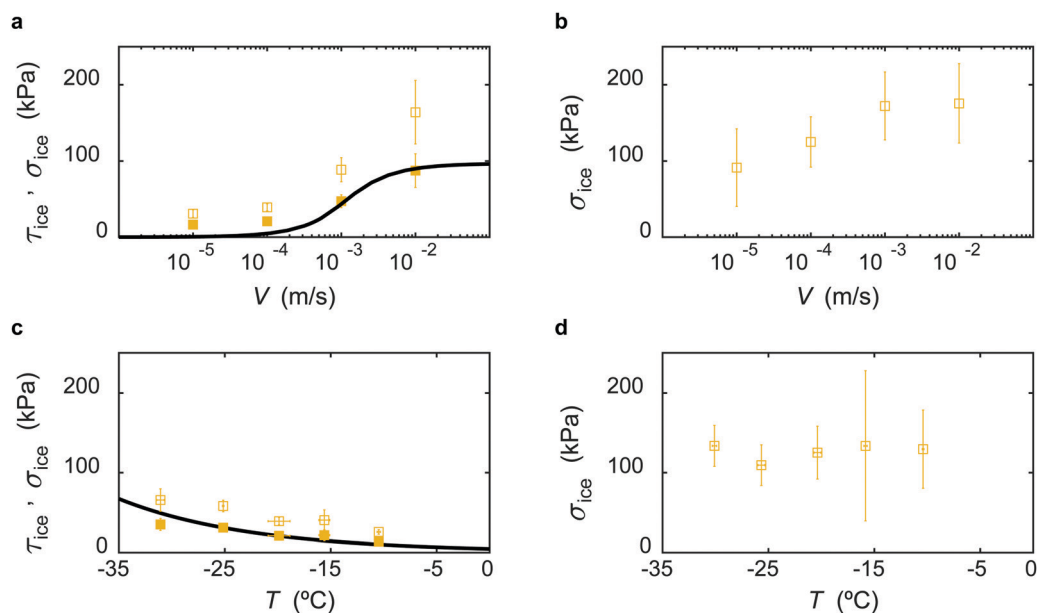 a
200
100
0
τice , σice (kPa)
10⁻⁵ 10⁻⁴ 10⁻³ 10⁻²
V (m/s)
b
200
100
0
σice (kPa)
10⁻⁵ 10⁻⁴ 10⁻³ 10⁻²
V (m/s)
c
200
100
0
τice , σice (kPa)
-35 -25 -15 -5 0
T (ºC)
d
200
100
0
σice (kPa)
-35 -25 -15 -5 0
T (ºC)